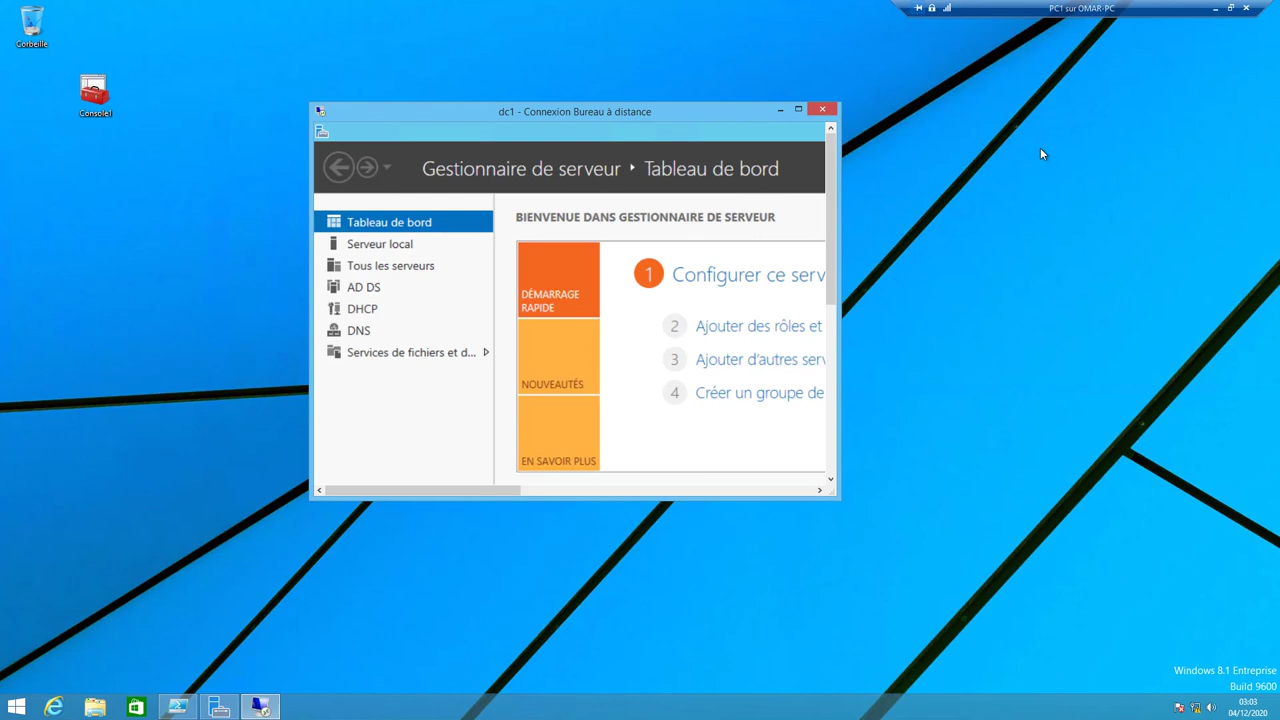 PC1 sur OMAR-PC
Corbeille
Console1
dc1 - Connexion Bureau à distance
Gestionnaire de serveur ‣ Tableau de bord
Tableau de bord
Serveur local
Tous les serveurs
AD DS
DHCP
DNS
Services de fichiers et d...
BIENVENUE DANS GESTIONNAIRE DE SERVEUR
DÉMARRAGE
RAPIDE
NOUVEAUTÉS
EN SAVOIR PLUS
1 Configurer ce serv
2 Ajouter des rôles et
3 Ajouter d'autres serv
4 Créer un groupe de
Windows 8.1 Entreprise
Build 9600
03:03
04/12/2020